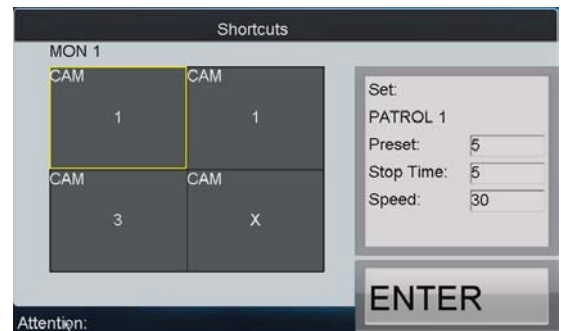 Shortcuts
MON 1
CAM
1
CAM
1
CAM
3
CAM
X
Set:
PATROL 1
Preset: 5
Stop Time: 5
Speed: 30
ENTER
Attention: